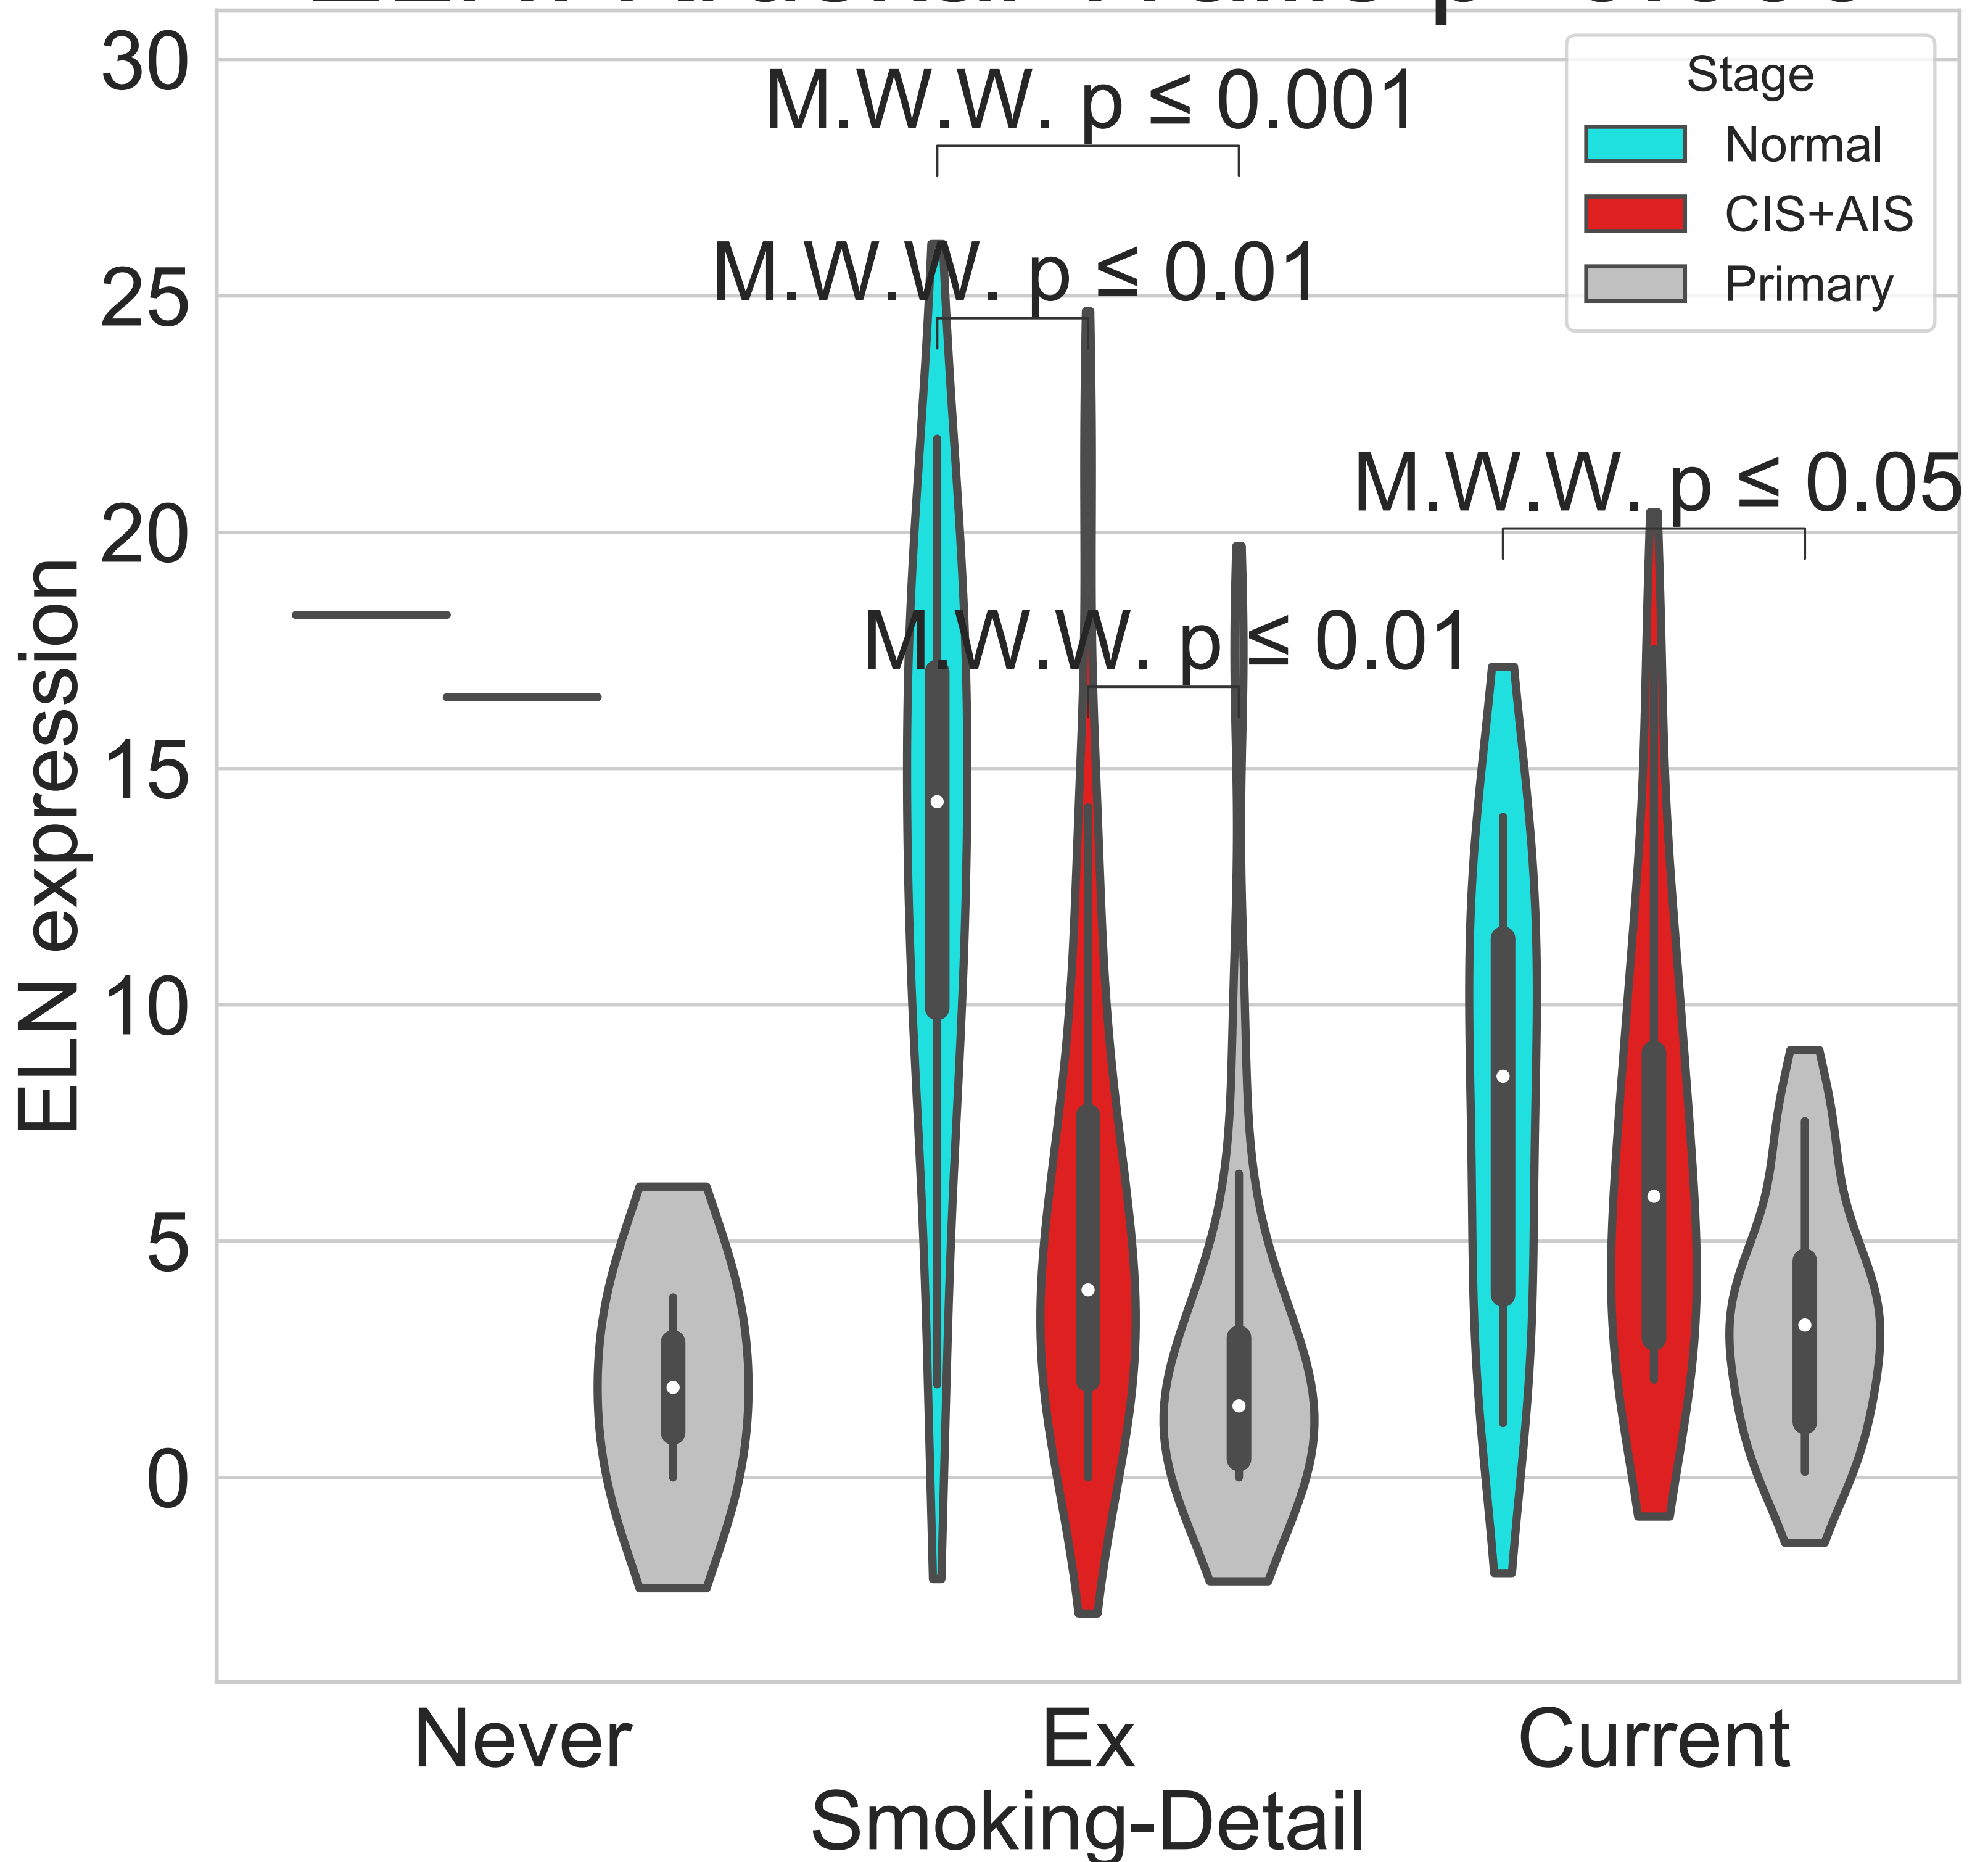 30
25
20
15
10
5
0
ELN expression
M.W.W. p ≤ 0.001
M.W.W. p ≤ 0.01
M.W.W. p ≤ 0.05
M.W.W. p ≤ 0.01
Stage
Normal
CIS+AIS
Primary
Never
Ex
Current
Smoking-Detail